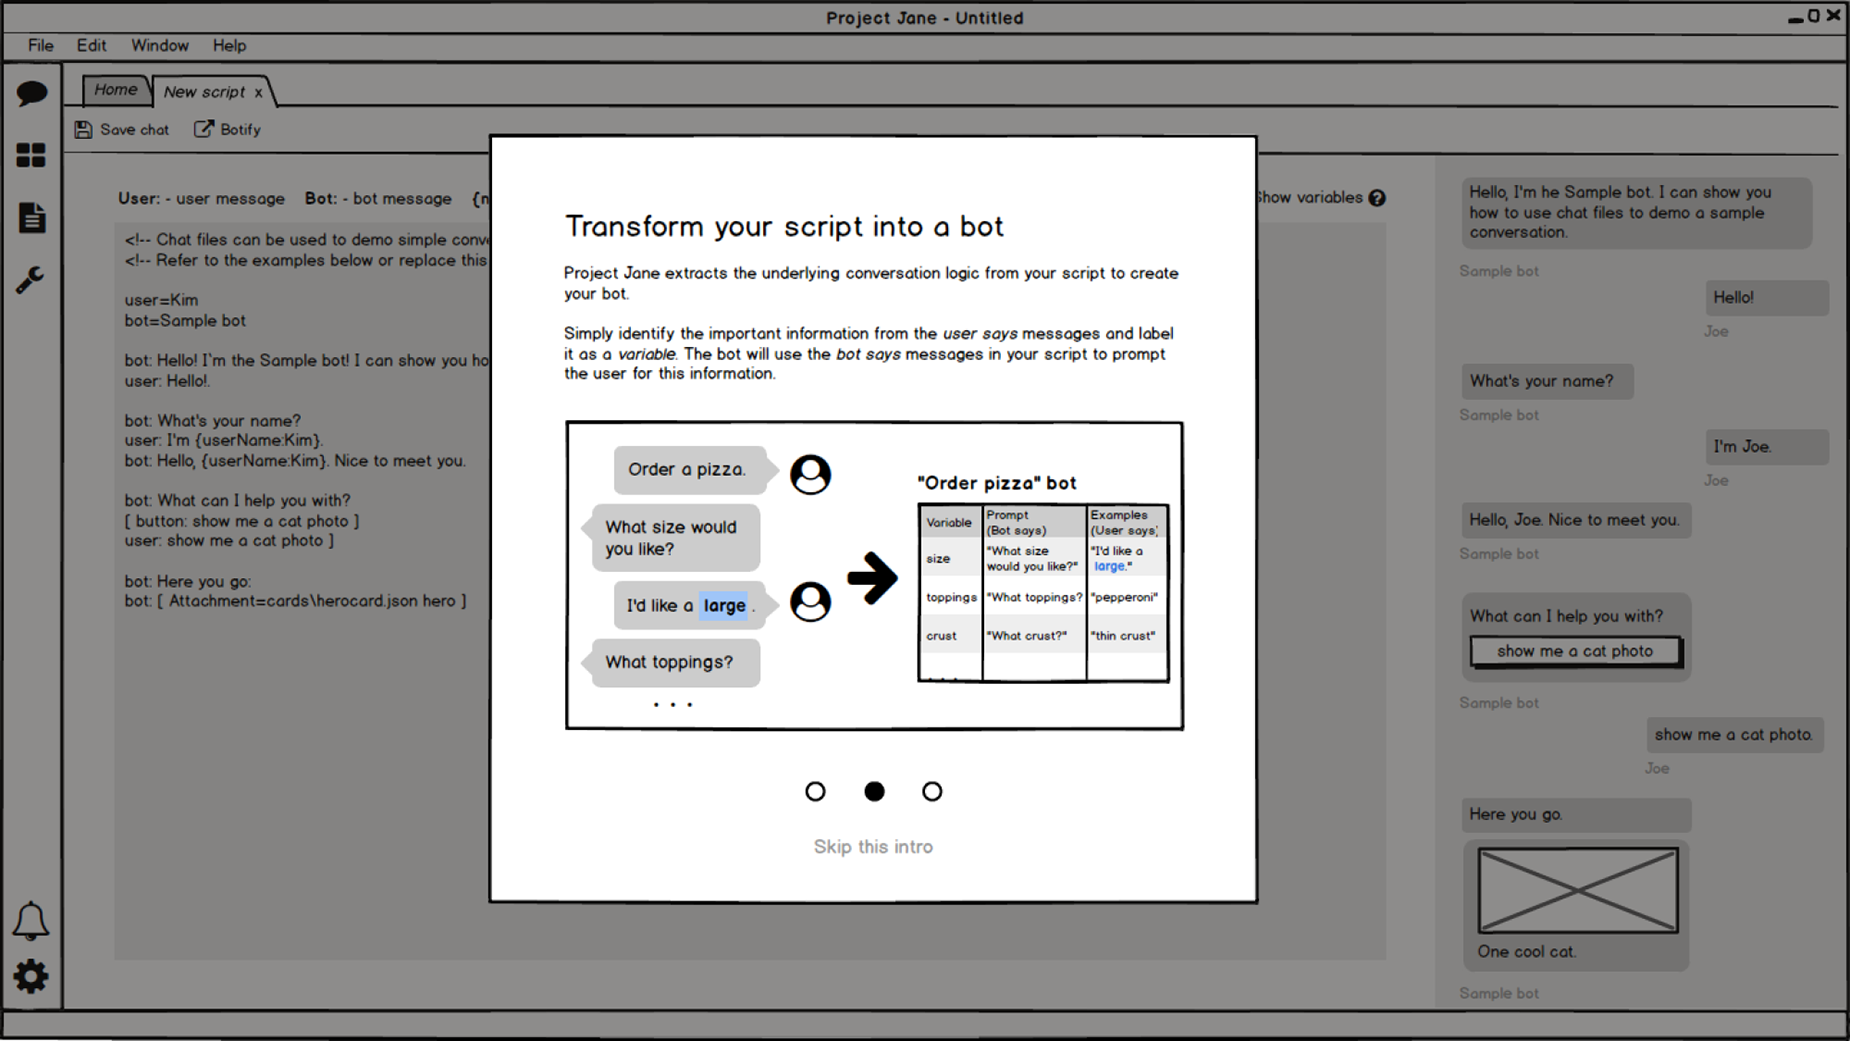 Project Jane - Untitled
File Edit Window Help
Home New script x
Save chat Botify
User: - user message Bot: - bot message {n
Show variables ?
<!-- Chat files can be used to demo simple conve
<!-- Refer to the examples below or replace this
user=Kim
bot=Sample bot
bot: Hello! I`m the Sample bot! I can show you ho
user: Hello!.
bot: What's your name?
user: I'm {userName:Kim}.
bot: Hello, {userName:Kim}. Nice to meet you.
bot: What can I help you with?
[ button: show me a cat photo ]
user: show me a cat photo ]
bot: Here you go:
bot: [ Attachment=cards\herocard.json hero ]
Transform your script into a bot
Project Jane extracts the underlying conversation logic from your script to create
your bot.
Simply identify the important information from the user says messages and label
it as a variable. The bot will use the bot says messages in your script to prompt
the user for this information.
Order a pizza.
What size would
you like?
I'd like a large .
What toppings?
. . .
"Order pizza" bot
Variable Prompt (Bot says) Examples (User says)
size "What size would you like?" "I'd like a large."
toppings "What toppings? "pepperoni"
crust "What crust?" "thin crust"
Skip this intro
Hello, I'm he Sample bot. I can show you
how to use chat files to demo a sample
conversation.
Sample bot
Hello!
Joe
What's your name?
Sample bot
I'm Joe.
Joe
Hello, Joe. Nice to meet you.
Sample bot
What can I help you with?
show me a cat photo
Sample bot
show me a cat photo.
Joe
Here you go.
One cool cat.
Sample bot